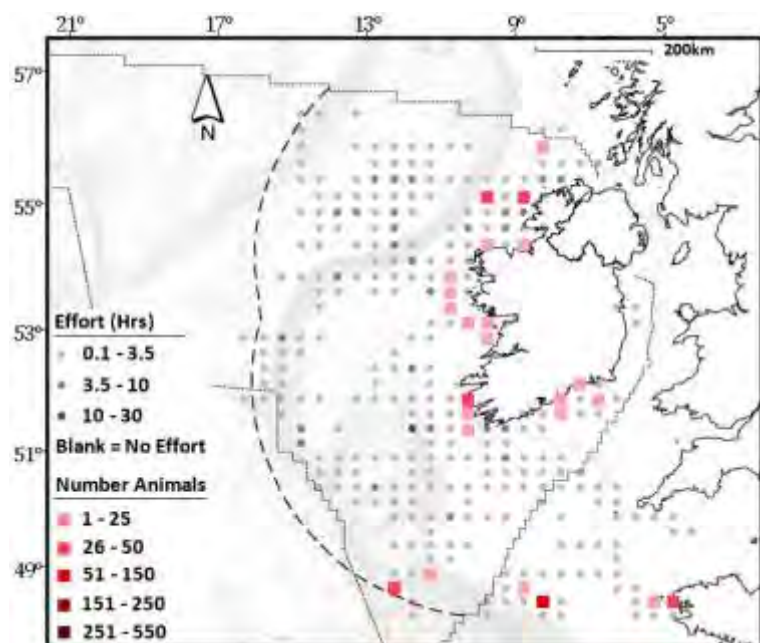 21° 17° 13° 9° 5°
200km
57°
N
55°
53°
51°
49°
Effort (Hrs)
0.1 - 3.5
3.5 - 10
10 - 30
Blank = No Effort
Number Animals
1 - 25
26 - 50
51 - 150
151 - 250
251 - 550